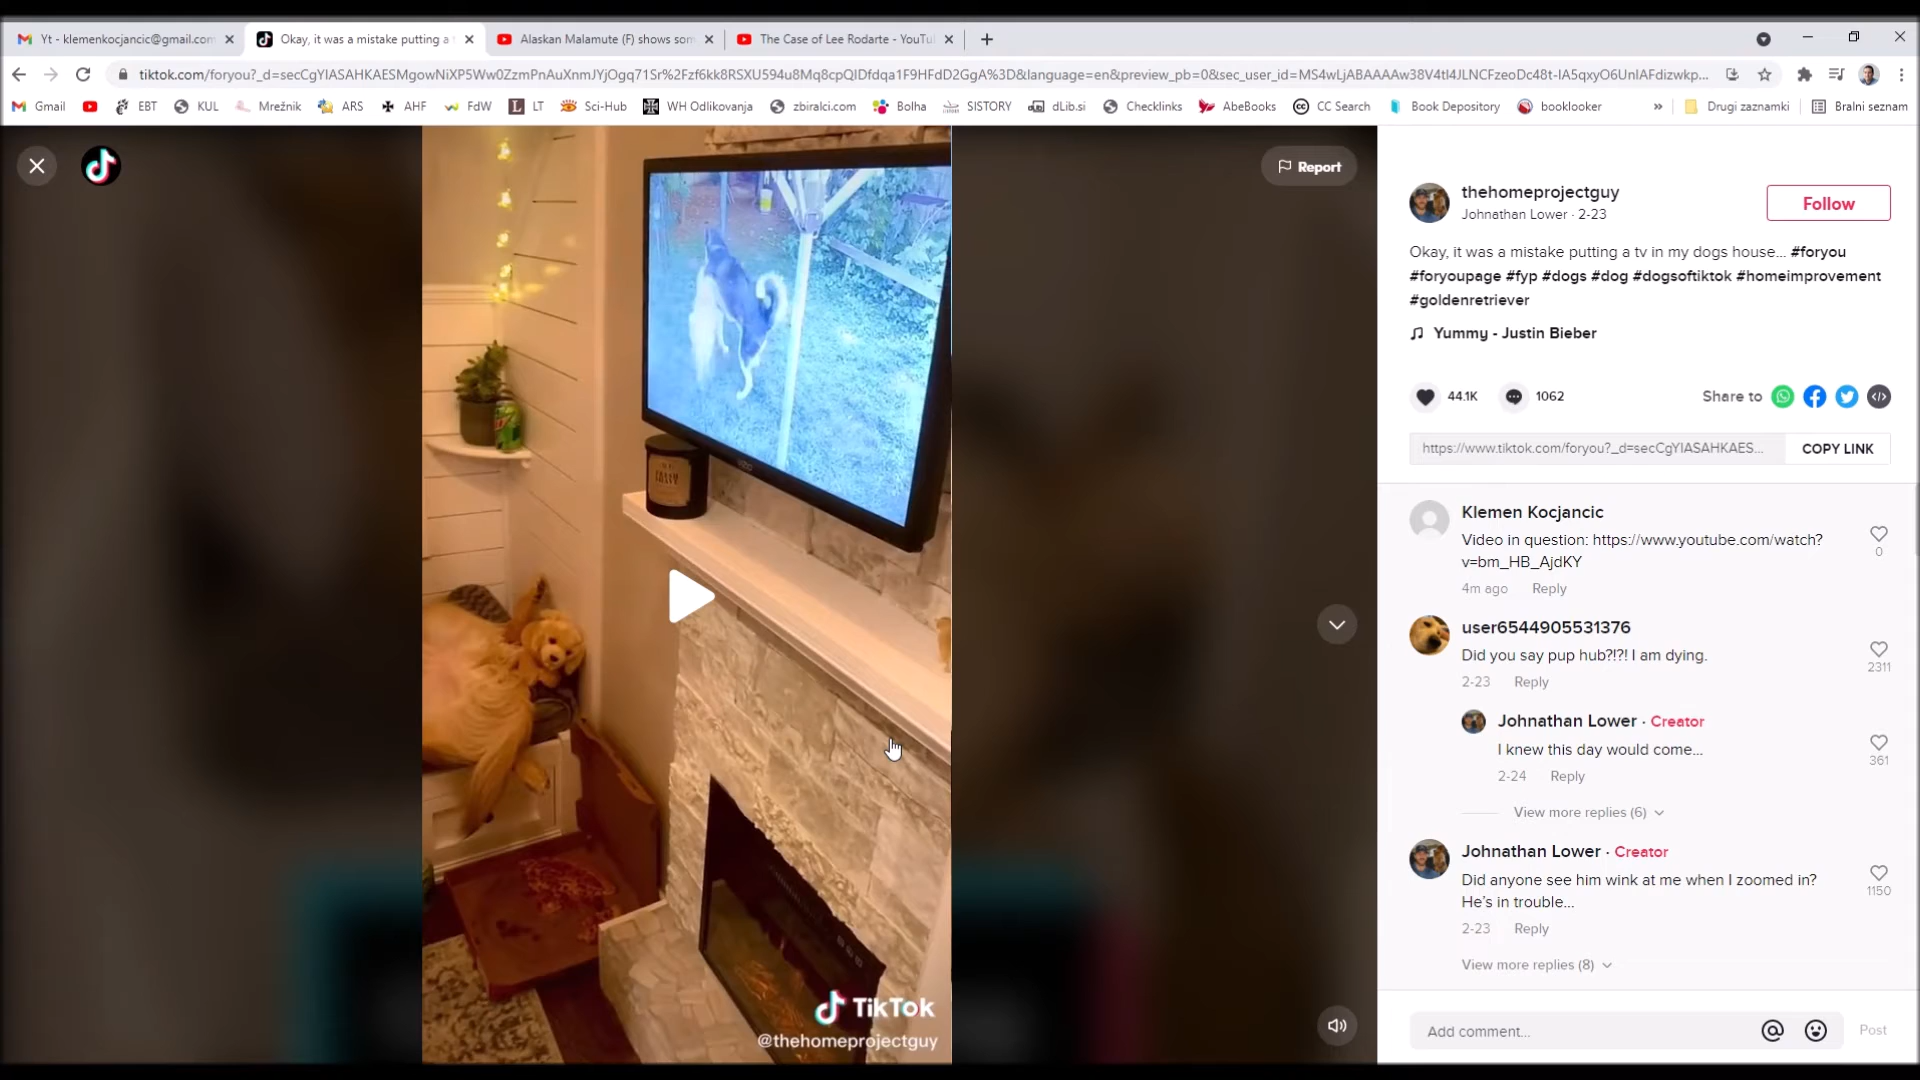 Yt - klemenkocjancic@gmail.com
Okay, it was a mistake putting a
Alaskan Malamute (F) shows som
The Case of Lee Rodarte - YouTu
tiktok.com/foryou?_d=secCgYIASAHKAESMgowNiXP5Ww0ZzmPnAuXnmJYjOgq71Sr%2Fzf6kk8RSXU594u8Mq8cpQIDfdqa1F9HFdD2GgA%3D&language=en&preview_pb=0&sec_user_id=MS4wLjABAAAAw38V4tI4JLNCFzeoDc48t-IA5qxyO6UnIAFdizwkp...
Gmail EBT KUL Mrežnik ARS AHF FdW LT Sci-Hub WH Odlikovanja zbiralci.com Bolha SISTORY dLib.si Checklinks AbeBooks CC Search Book Depository booklooker » Drugi zaznamki Bralni seznam
Report
thehomeprojectguy
Johnathan Lower · 2-23
Follow
Okay, it was a mistake putting a tv in my dogs house... #foryou
#foryoupage #fyp #dogs #dog #dogsoftiktok #homeimprovement
#goldenretriever
Yummy - Justin Bieber
44.1K 1062 Share to
https://www.tiktok.com/foryou?_d=secCgYIASAHKAES...
COPY LINK
Klemen Kocjancic
Video in question: https://www.youtube.com/watch?
v=bm_HB_AjdKY
0
4m ago Reply
user6544905531376
Did you say pup hub?!?! I am dying.
2311
2-23 Reply
Johnathan Lower · Creator
I knew this day would come...
361
2-24 Reply
View more replies (6)
Johnathan Lower · Creator
Did anyone see him wink at me when I zoomed in?
He's in trouble...
1150
2-23 Reply
View more replies (8)
Add comment...
Post
TikTok
@thehomeprojectguy